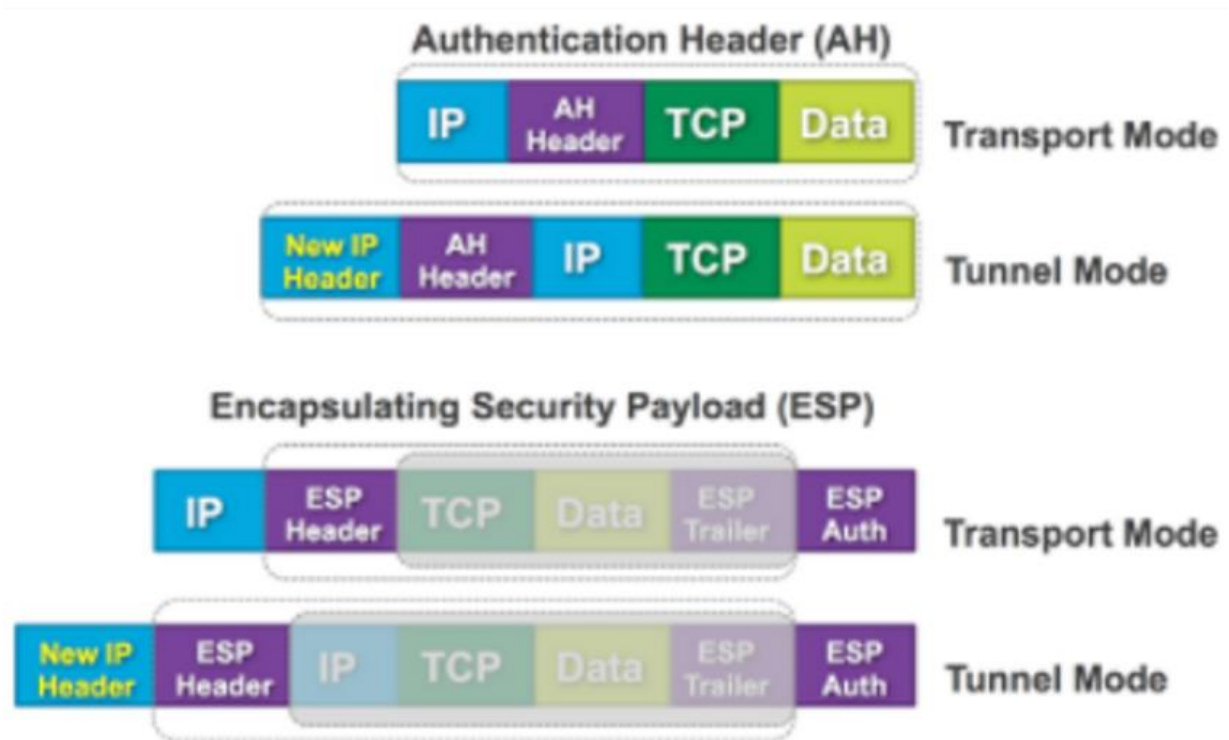 Authentication Header (AH)
IP AH Header TCP Data Transport Mode
New IP Header AH Header IP TCP Data Tunnel Mode
Encapsulating Security Payload (ESP)
IP ESP Header TCP Data ESP Trailer ESP Auth Transport Mode
New IP Header ESP Header IP TCP Data ESP Trailer ESP Auth Tunnel Mode